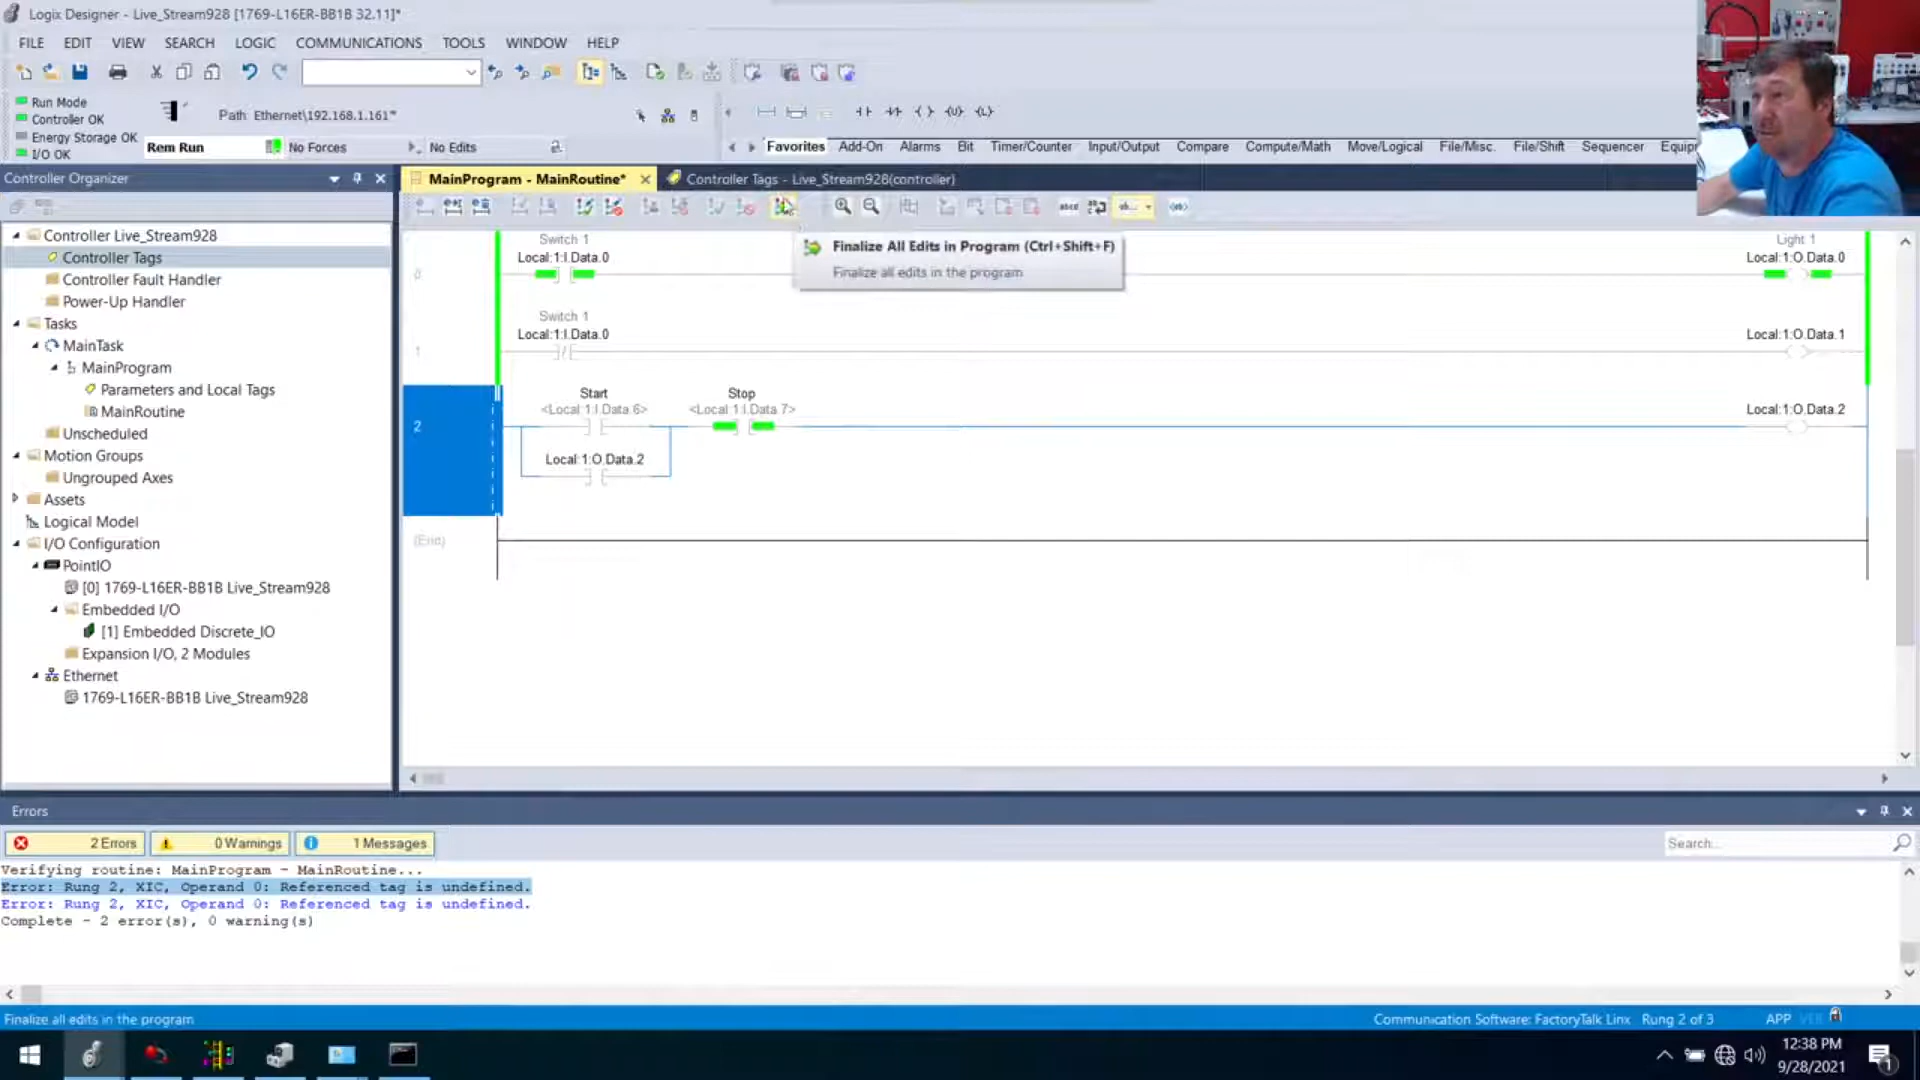 Logix Designer - Live_Stream928 [1769-L16ER-BB1B 32.11]*
FILE EDIT VIEW SEARCH LOGIC COMMUNICATIONS TOOLS WINDOW HELP
Run Mode
Controller OK
Energy Storage OK
I/O OK
Path: Ethernet\192.168.1.161*
Rem Run No Forces No Edits
Favorites Add-On Alarms Bit Timer/Counter Input/Output Compare Compute/Math Move/Logical File/Misc. File/Shift Sequencer Equip
Controller Organizer
MainProgram - MainRoutine*
Controller Tags - Live_Stream928(controller)
Controller Live_Stream928
Controller Tags
Controller Fault Handler
Power-Up Handler
Tasks
MainTask
MainProgram
Parameters and Local Tags
MainRoutine
Unscheduled
Motion Groups
Ungrouped Axes
Assets
Logical Model
I/O Configuration
PointIO
[0] 1769-L16ER-BB1B Live_Stream928
Embedded I/O
[1] Embedded Discrete_IO
Expansion I/O, 2 Modules
Ethernet
1769-L16ER-BB1B Live_Stream928
Finalize All Edits in Program (Ctrl+Shift+F)
Finalize all edits in the program
Switch 1
Local:1:I.Data.0
Light 1
Local:1:O.Data.0
0
Switch 1
Local:1:I.Data.0
Local:1:O.Data.1
1
Start
<Local:1:I.Data.6>
Stop
<Local:1:I.Data.7>
Local:1:O.Data.2
2
Local:1:O.Data.2
(End)
Errors
2 Errors 0 Warnings 1 Messages
Search...
Verifying routine: MainProgram - MainRoutine...
Error: Rung 2, XIC, Operand 0: Referenced tag is undefined.
Error: Rung 2, XIC, Operand 0: Referenced tag is undefined.
Complete - 2 error(s), 0 warning(s)
Finalize all edits in the program
Communication Software: FactoryTalk Linx Rung 2 of 3 APP VER
12:38 PM
9/28/2021
1